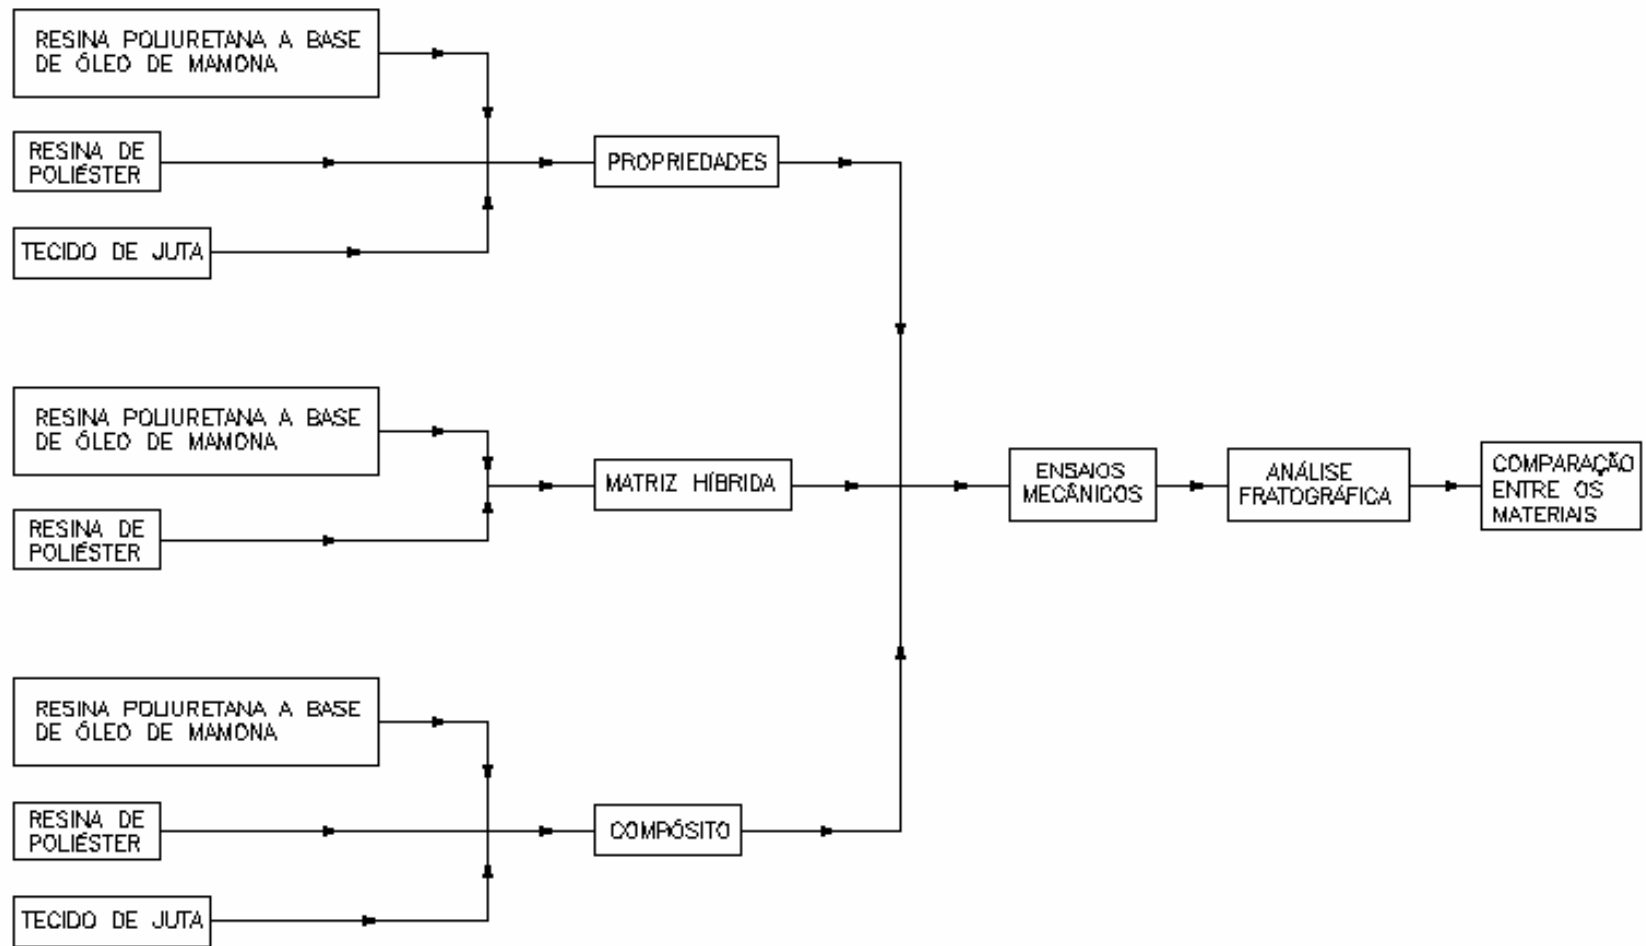 RESINA POLIURETANA A BASE
DE ÓLEO DE MAMONA
RESINA DE
POLIÉSTER
TECIDO DE JUTA
PROPRIEDADES
RESINA POLIURETANA A BASE
DE ÓLEO DE MAMONA
RESINA DE
POLIÉSTER
MATRIZ HÍBRIDA
ENSAIOS
MECÂNICOS
ANÁLISE
FRATOGRÁFICA
COMPARAÇÃO
ENTRE OS
MATERIAIS
RESINA POLIURETANA A BASE
DE ÓLEO DE MAMONA
RESINA DE
POLIÉSTER
TECIDO DE JUTA
COMPÓSITO